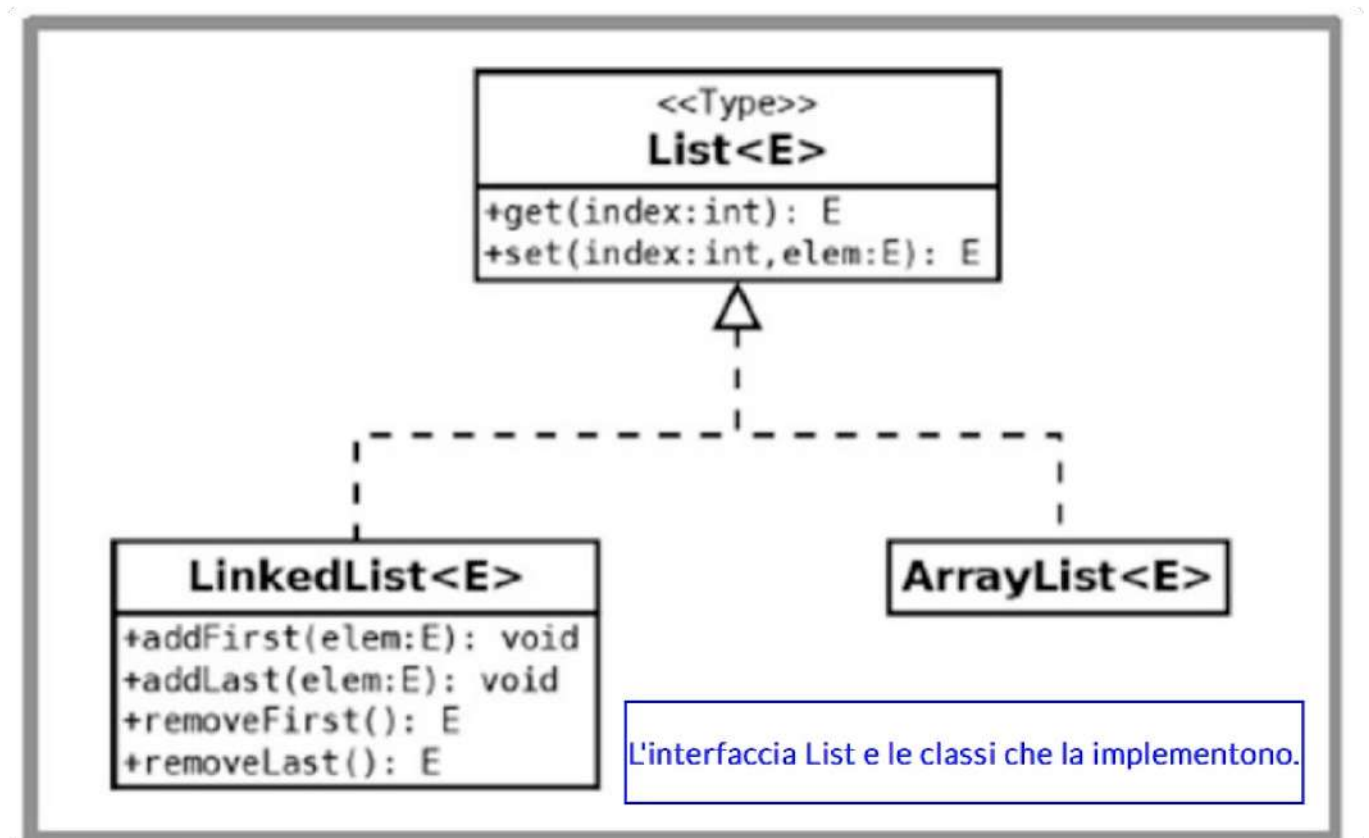 <<Type>>
List<E>
+get(index:int): E
+set(index:int,elem:E): E
LinkedList<E>
+addFirst(elem:E): void
+addLast(elem:E): void
+removeFirst(): E
+removeLast(): E
ArrayList<E>
L'interfaccia List e le classi che la implementono.